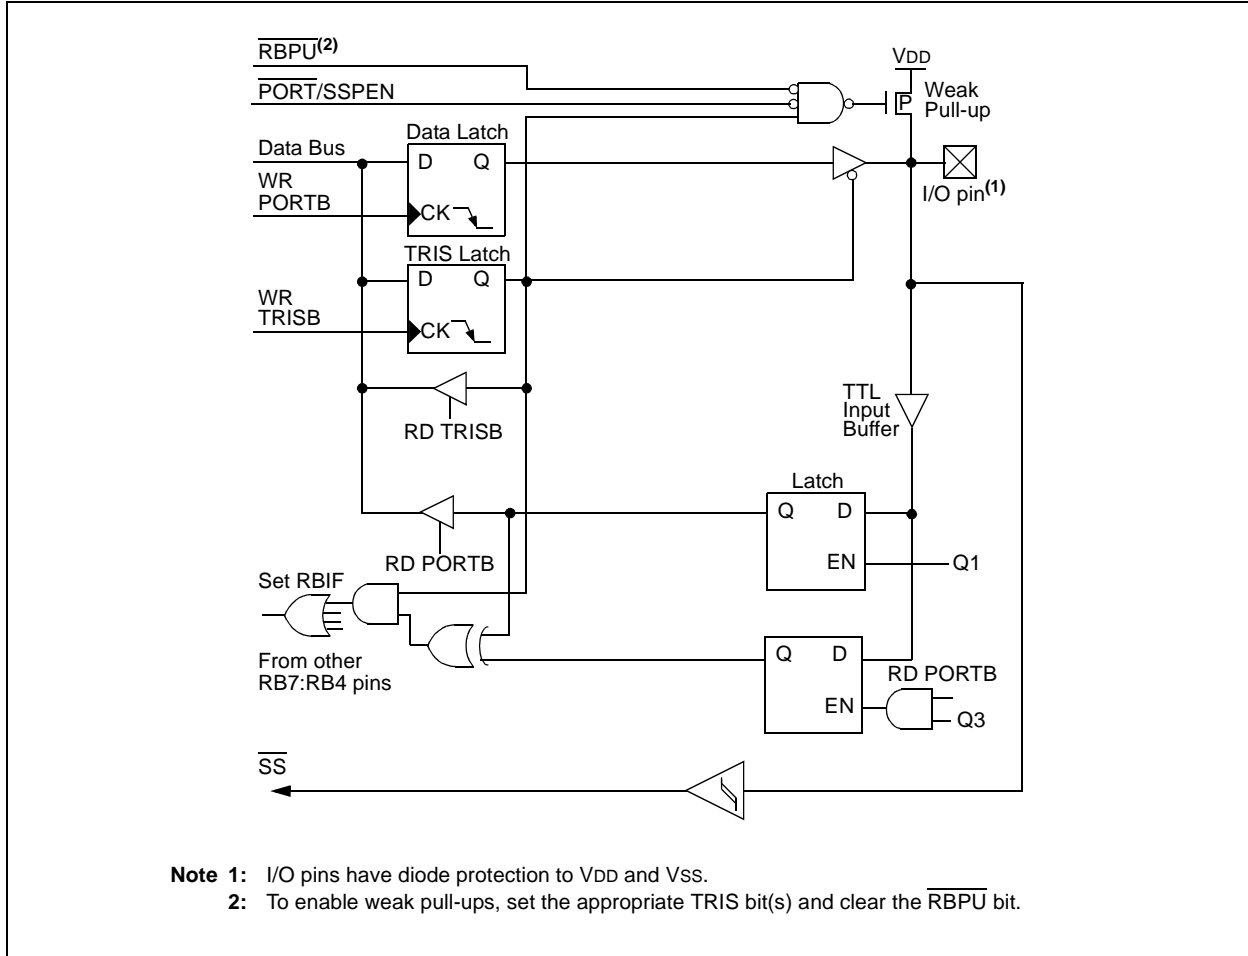 RBPU(2)
VDD
PORT/SSPEN
Weak
Pull-up
P
Data Latch
Data Bus
D Q
WR
PORTB
CK
I/O pin(1)
TRIS Latch
D Q
WR
TRISB
CK
TTL
Input
Buffer
RD TRISB
Latch
Q D
EN
Q1
RD PORTB
Set RBIF
Q D
From other
RB7:RB4 pins
RD PORTB
EN
Q3
SS
Note 1: I/O pins have diode protection to VDD and VSS.
2: To enable weak pull-ups, set the appropriate TRIS bit(s) and clear the RBPU bit.